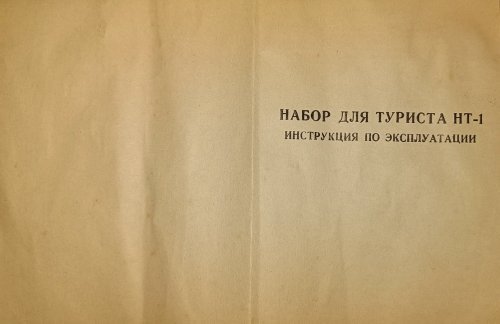 НАБОР ДЛЯ ТУРИСТА НТ-1
ИНСТРУКЦИЯ ПО ЭКСПЛУАТАЦИИ